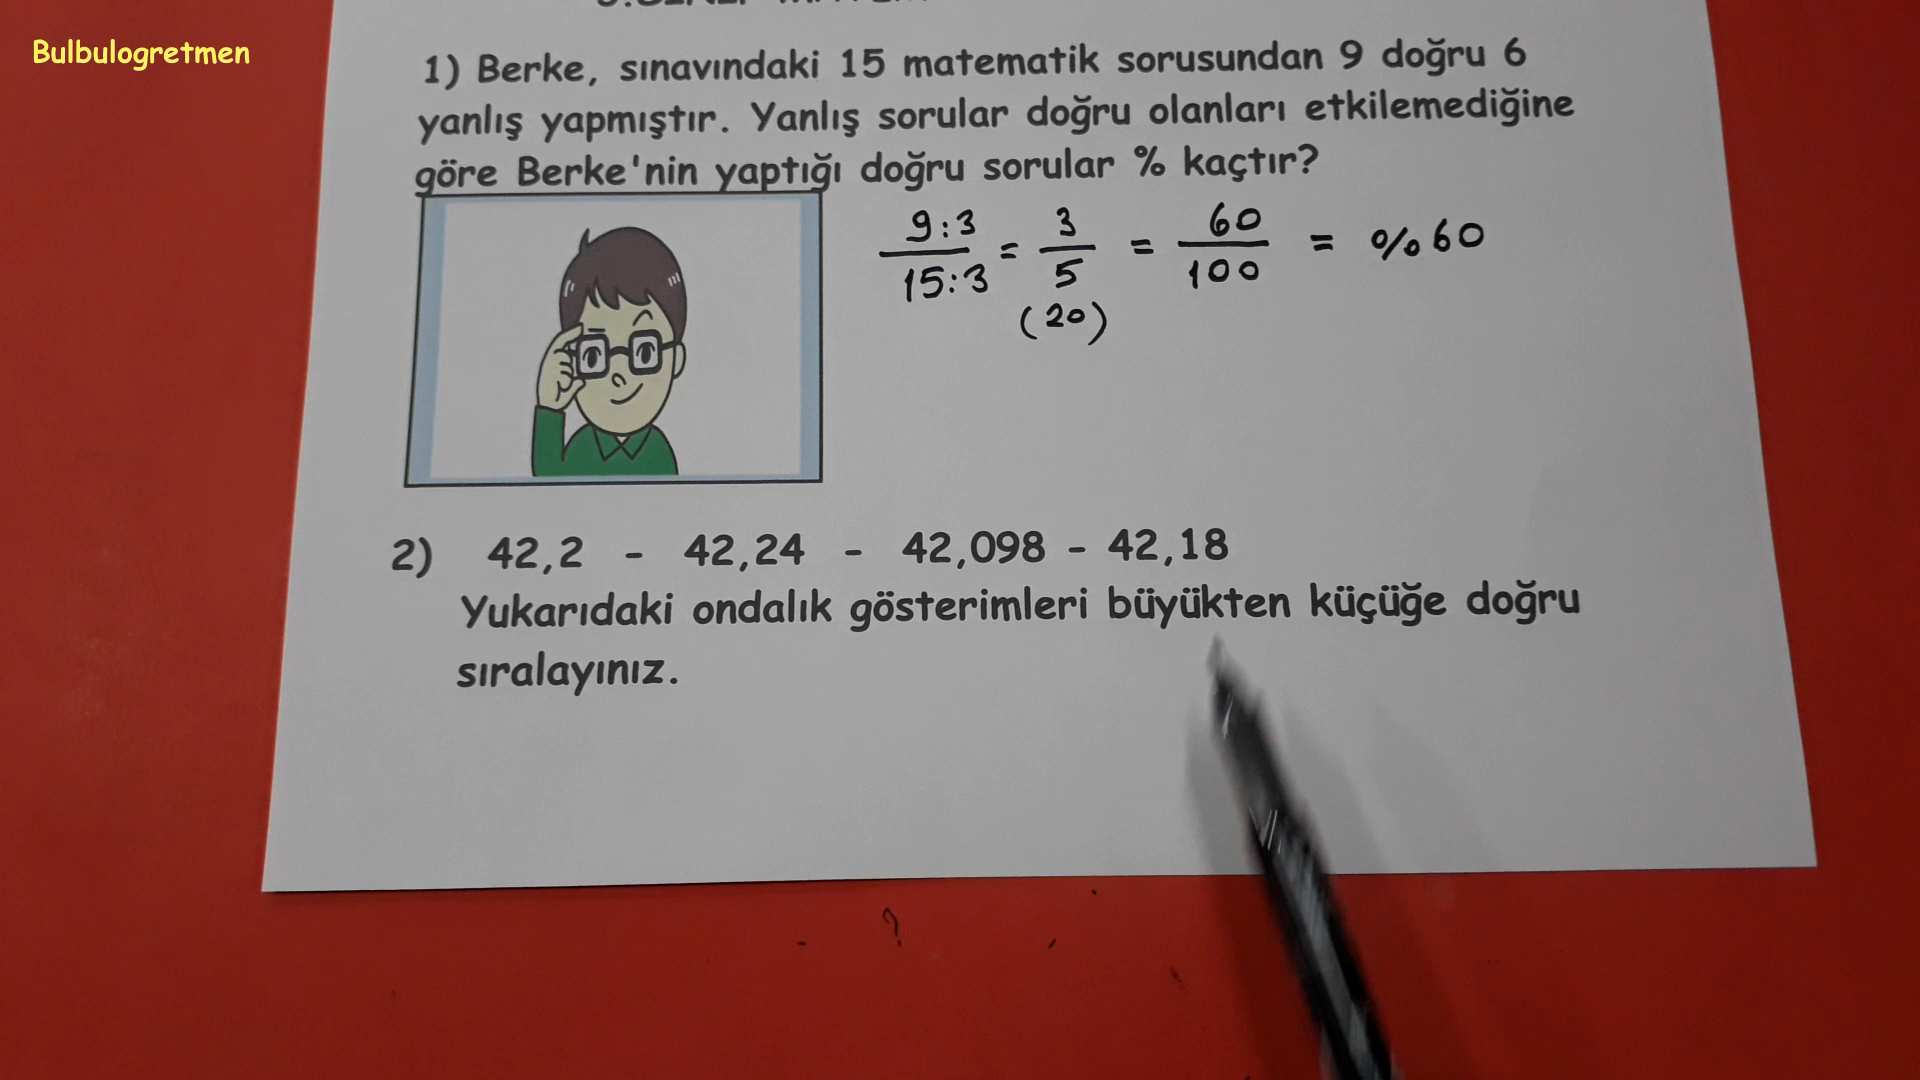 Bulbulogretmen
1) Berke, sınavındaki 15 matematik sorusundan 9 doğru 6
yanlış yapmıştır. Yanlış sorular doğru olanları etkilemediğine
göre Berke'nin yaptığı doğru sorular % kaçtır?
9:3 / 15:3 = 3 / 5 = 60 / 100 = %60
(20)
2) 42,2 - 42,24 - 42,098 - 42,18
Yukarıdaki ondalık gösterimleri büyükten küçüğe doğru
sıralayınız.